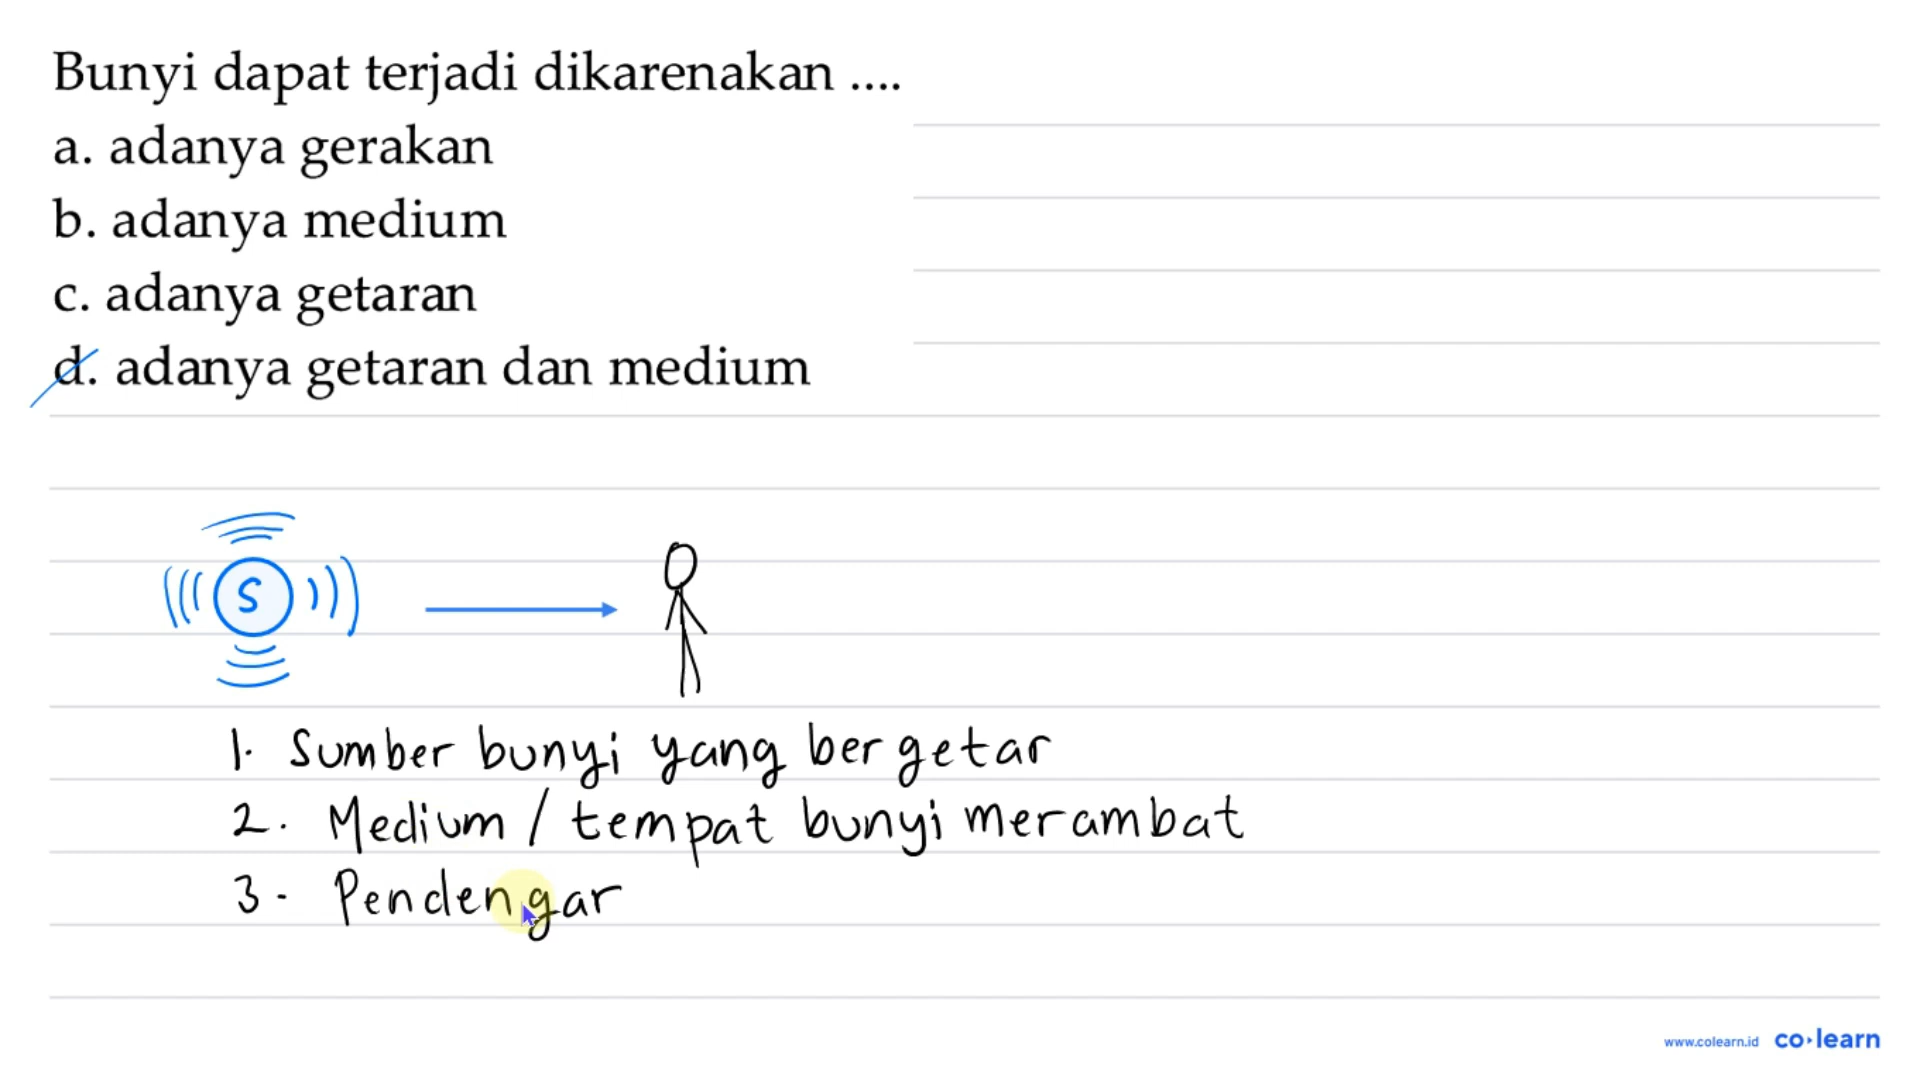 Bunyi dapat terjadi dikarenakan ....
a. adanya gerakan
b. adanya medium
c. adanya getaran
d. adanya getaran dan medium
S
1. Sumber bunyi yang bergetar
2. Medium / tempat bunyi merambat
3. Pendengar
www.colearn.id co learn